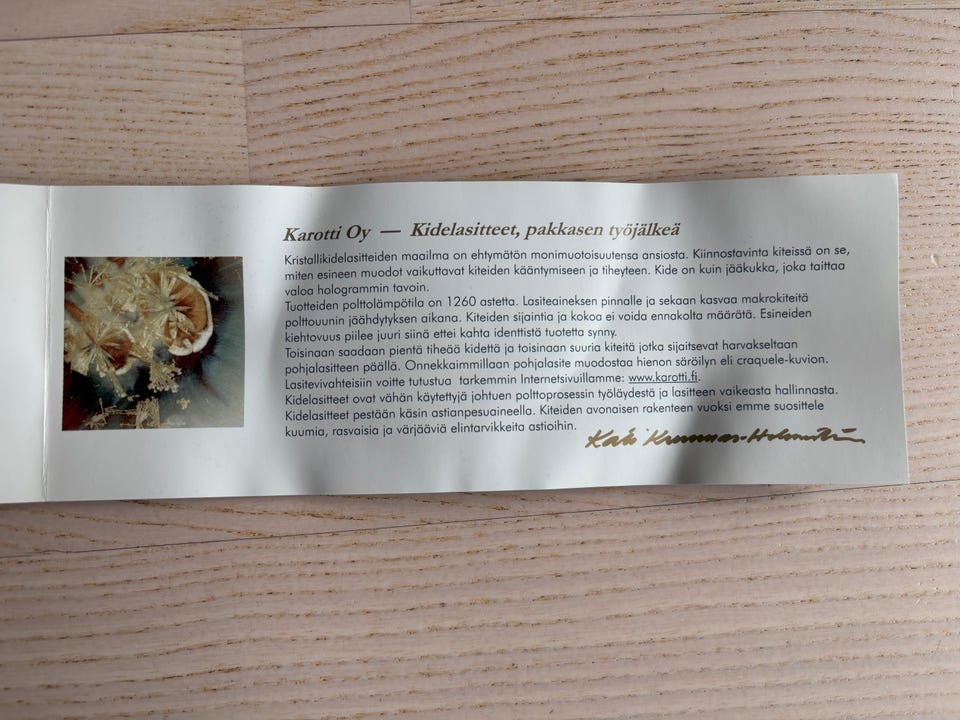 Karotti Oy — Kidelasitteet, pakkasen työjälkeä
Kristallikidelasitteiden maailma on ehtymätön monimuotoisuutensa ansiosta. Kiinnostavinta kiteissä on se,
miten esineen muodot vaikuttavat kiteiden kääntymiseen ja tiheyteen. Kide on kuin jääkukka, joka taittaa
valoa hologrammin tavoin.
Tuotteiden polttolämpötila on 1260 astetta. Lasiteaineksen pinnalle ja sekaan kasvaa makrokiteitä
polttouunin jäähdytyksen aikana. Kiteiden sijaintia ja kokoa ei voida ennakolta määrätä. Esineiden
kiehtovuus piilee juuri siinä ettei kahta identtistä tuotetta synny.
Toisinaan saadaan pientä tiheää kidettä ja toisinaan suuria kiteitä jotka sijaitsevat harvakseltaan
pohjalasitteen päällä. Onnekkaimmillaan pohjalasite muodostaa hienon säröilyn eli craquele-kuvion.
Lasitevivahteisiin voitte tutustua tarkemmin Internetsivuillamme: www.karotti.fi.
Kidelasitteet ovat vähän käytettyjä johtuen polttoprosessin työläydestä ja lasitteen vaikeasta hallinnasta.
Kidelasitteet pestään käsin astianpesuaineella. Kiteiden avonaisen rakenteen vuoksi emme suosittele
kuumia, rasvaisia ja värjääviä elintarvikkeita astioihin.